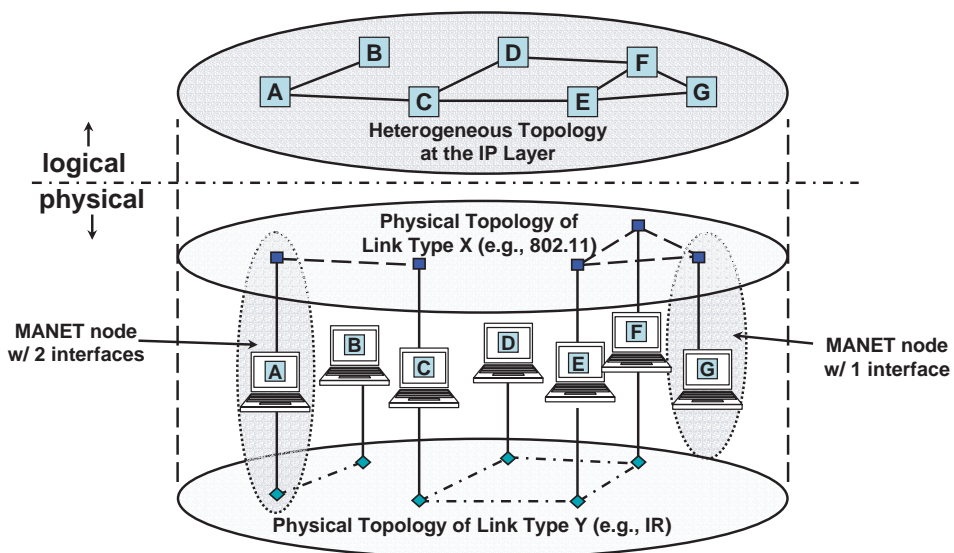 B
D
F
A
C
E
G
Heterogeneous Topology
at the IP Layer
logical
physical
Physical Topology of
Link Type X (e.g., 802.11)
MANET node
w/ 2 interfaces
A
B
C
D
E
F
G
MANET node
w/ 1 interface
Physical Topology of Link Type Y (e.g., IR)